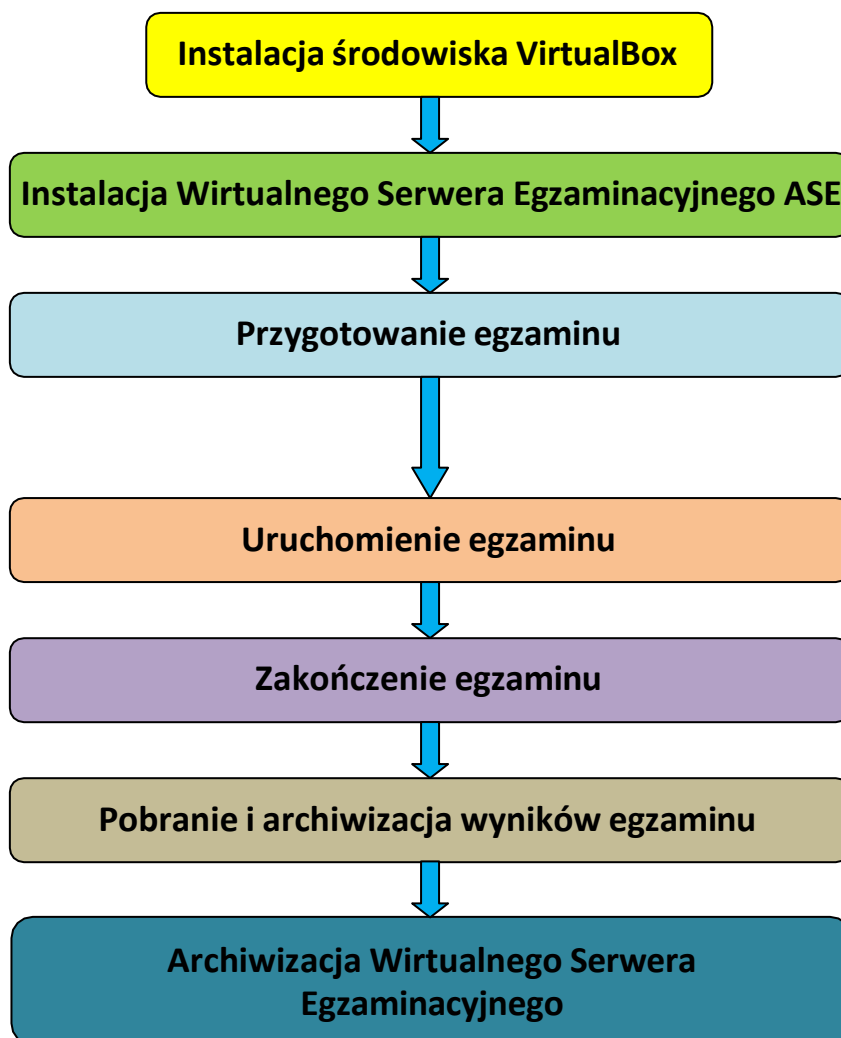 Instalacja środowiska VirtualBox
Instalacja Wirtualnego Serwera Egzaminacyjnego ASE
Przygotowanie egzaminu
Uruchomienie egzaminu
Zakończenie egzaminu
Pobranie i archiwizacja wyników egzaminu
Archiwizacja Wirtualnego Serwera
Egzaminacyjnego